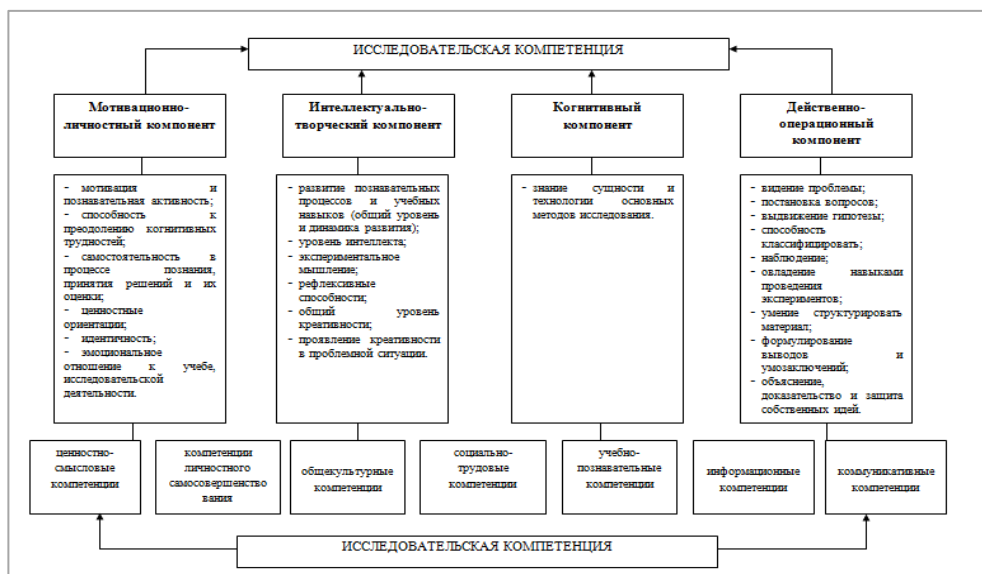 ИССЛЕДОВАТЕЛЬСКАЯ КОМПЕТЕНЦИЯ
Мотивационно-
личностный компонент
Интеллектуально-
творческий компонент
Когнитивный
компонент
Действенно-
операционный
компонент
- мотивация и
познавательная активность;
- способность к
преодолению когнитивных
трудностей;
- самостоятельность в
процессе познания,
принятия решений и их
оценки;
- ценностные
ориентации;
- идентичность;
- эмоциональное
отношение к учебе,
исследовательской
деятельности.
- развитие познавательных
процессов и учебных
навыков (общий уровень
и динамика развития);
- уровень интеллекта;
- экспериментальное
мышление;
- рефлексивные
способности;
- общий уровень
креативности;
- проявление креативности
в проблемной ситуации.
- знание сущности и
технологии основных
методов исследования.
- видение проблемы;
- постановка вопросов;
- выдвижение гипотезы;
- способность
классифицировать;
- наблюдение;
- овладение навыками
проведения
экспериментов;
- умение структурировать
материал;
- формулирование
выводов и
умозаключений;
- объяснение,
доказательство и защита
собственных идей.
ценностно-
смысловые
компетенции
компетенции
личностного
самосовершенство
вания
общекультурные
компетенции
социально-
трудовые
компетенции
учебно-
познавательные
компетенции
информационные
компетенции
коммуникативные
компетенции
ИССЛЕДОВАТЕЛЬСКАЯ КОМПЕТЕНЦИЯ